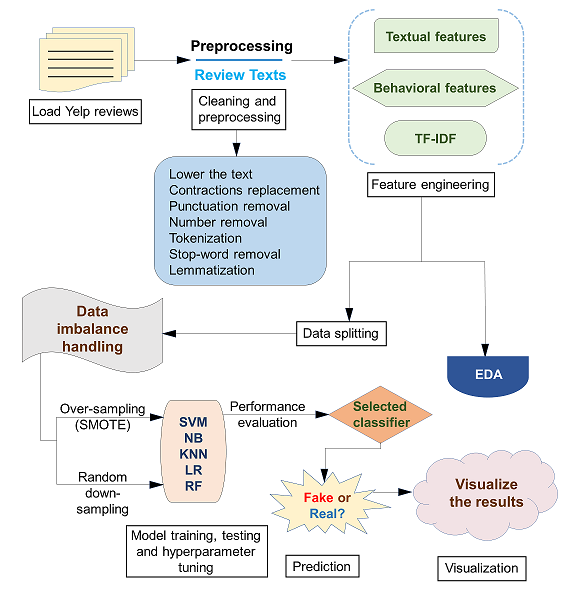 Preprocessing
Review Texts
Load Yelp reviews
Cleaning and
preprocessing
Textual features
Behavioral features
TF-IDF
Feature engineering
Lower the text
Contractions replacement
Punctuation removal
Number removal
Tokenization
Stop-word removal
Lemmatization
Data
imbalance
handling
Data splitting
EDA
Over-sampling
(SMOTE)
Random
down-
sampling
SVM
NB
KNN
LR
RF
Performance
evaluation
Selected
classifier
Fake or
Real?
Visualize
the results
Model training, testing
and hyperparameter
tuning
Prediction
Visualization